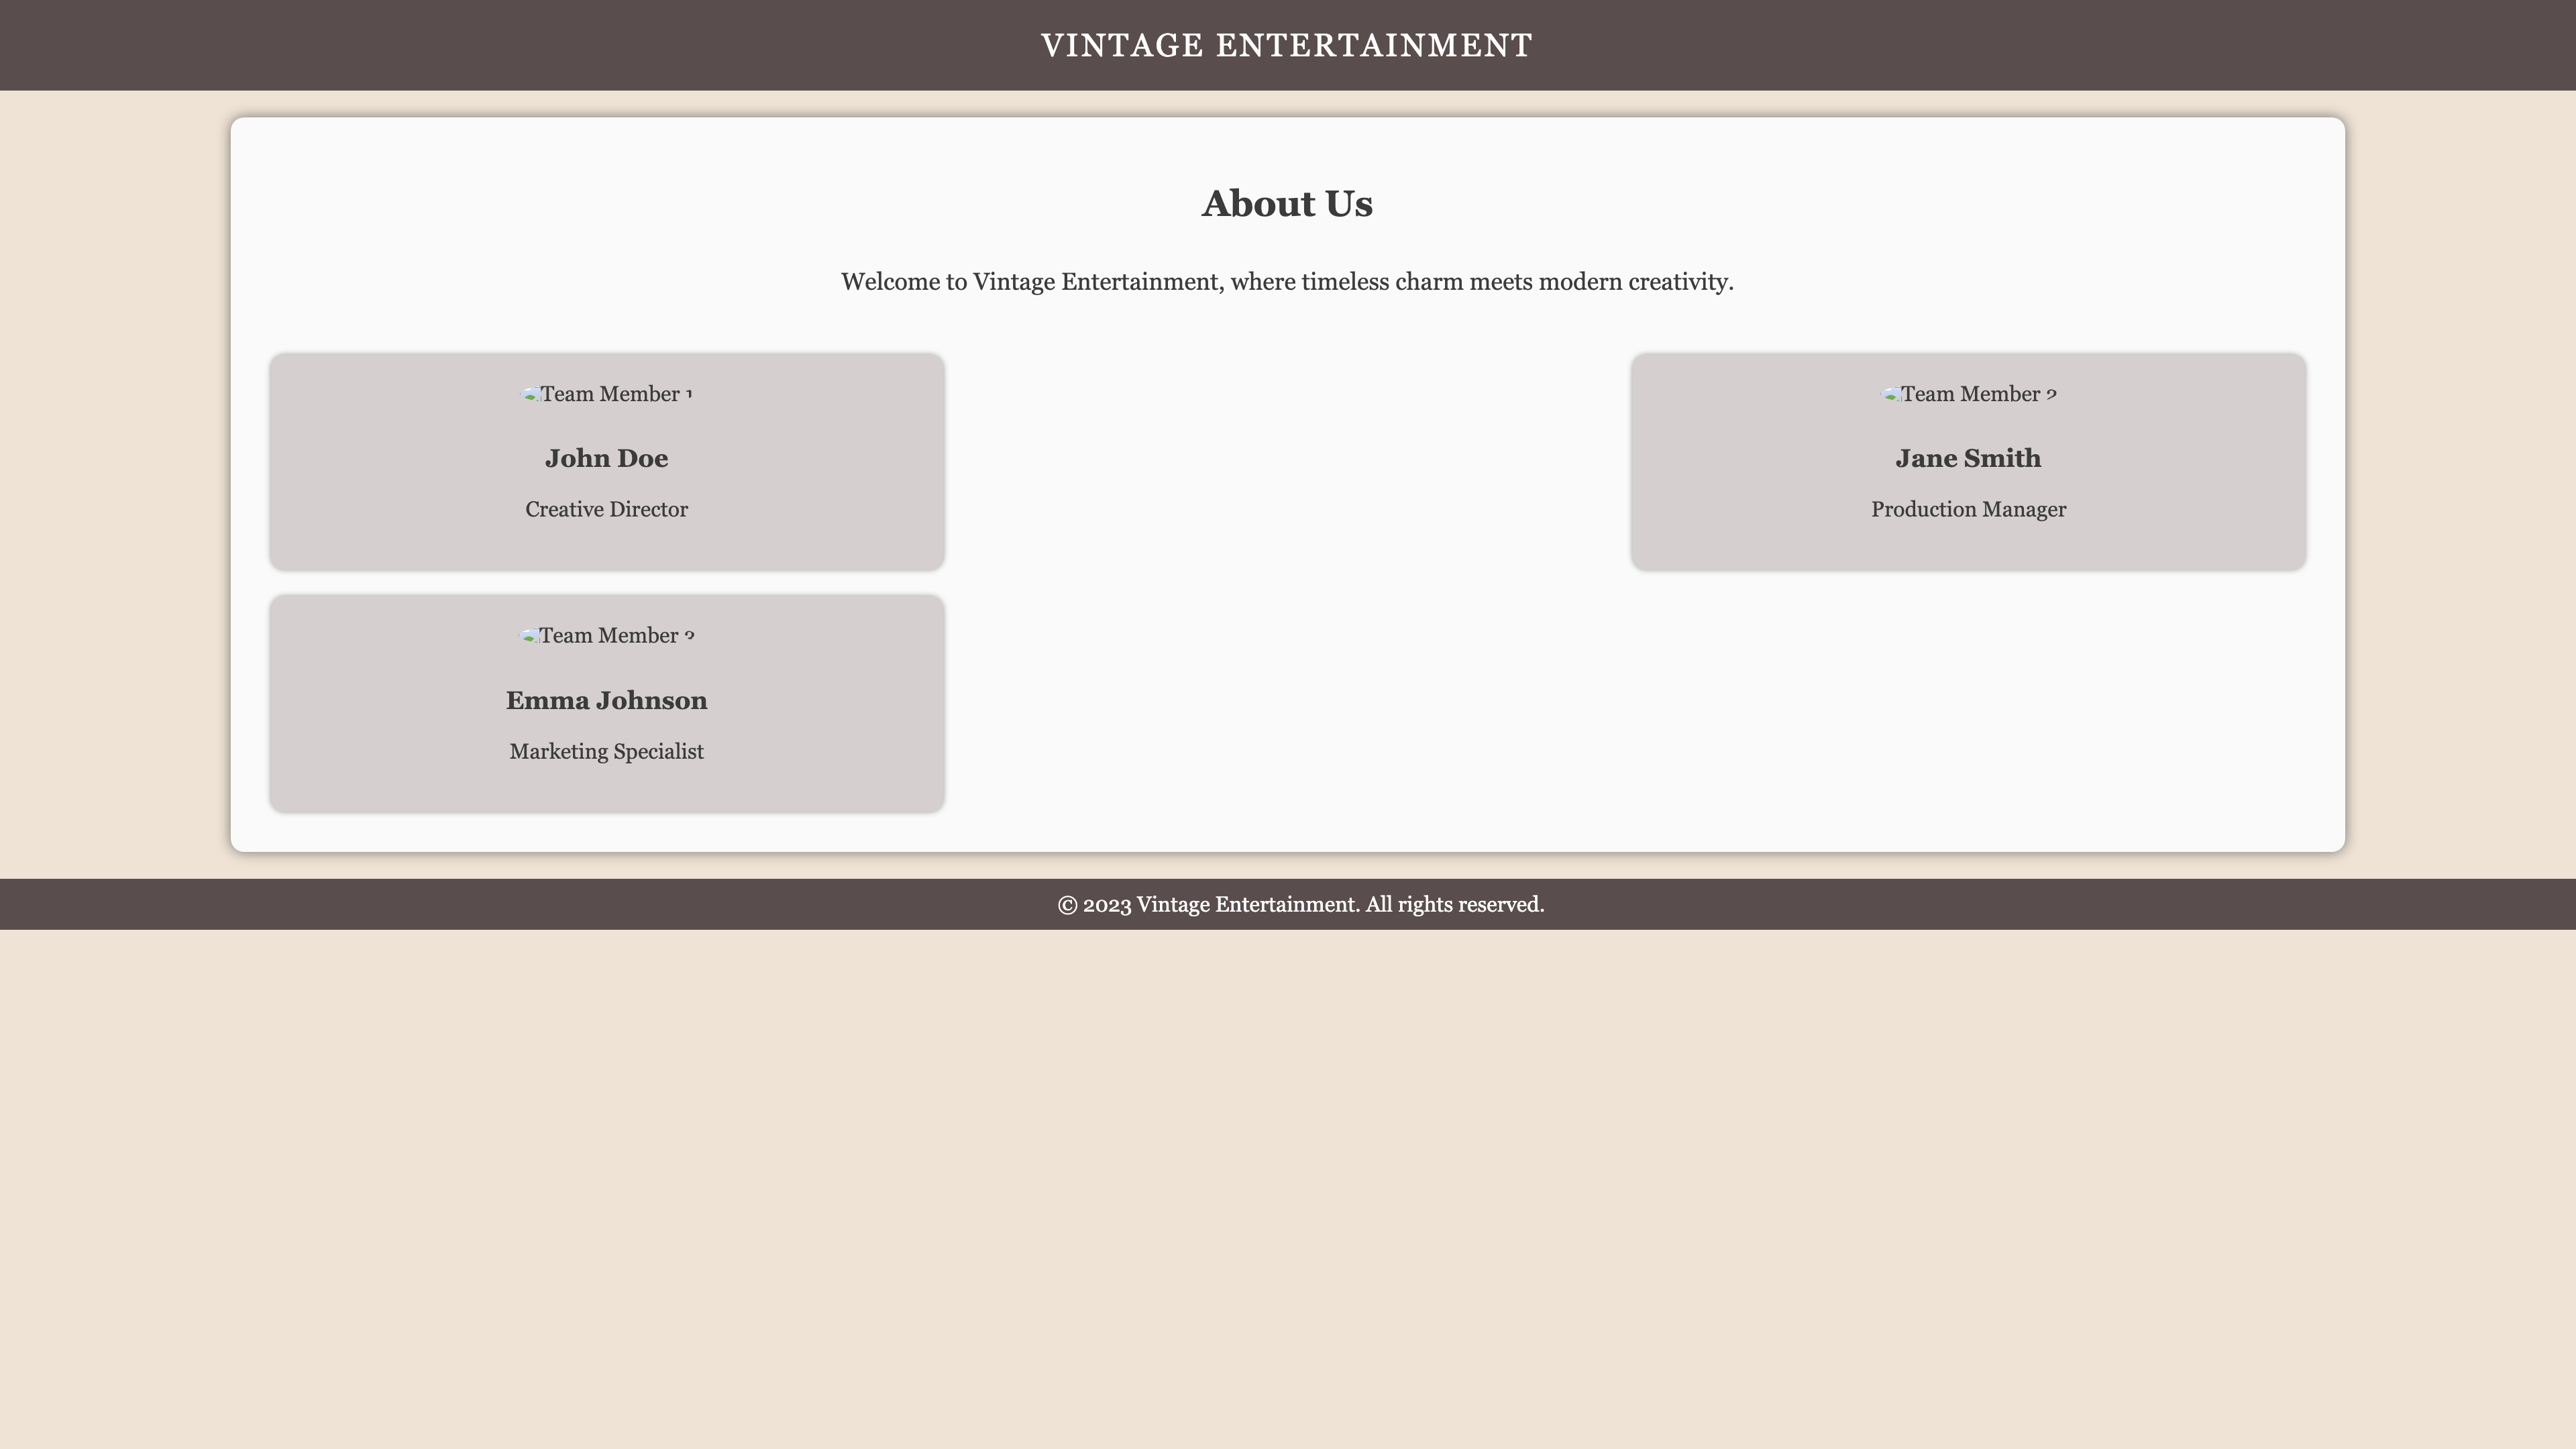 VINTAGE ENTERTAINMENT
About Us
Welcome to Vintage Entertainment, where timeless charm meets modern creativity.
Team Member 1
John Doe
Creative Director
Team Member 2
Jane Smith
Production Manager
Team Member 3
Emma Johnson
Marketing Specialist
© 2023 Vintage Entertainment. All rights reserved.